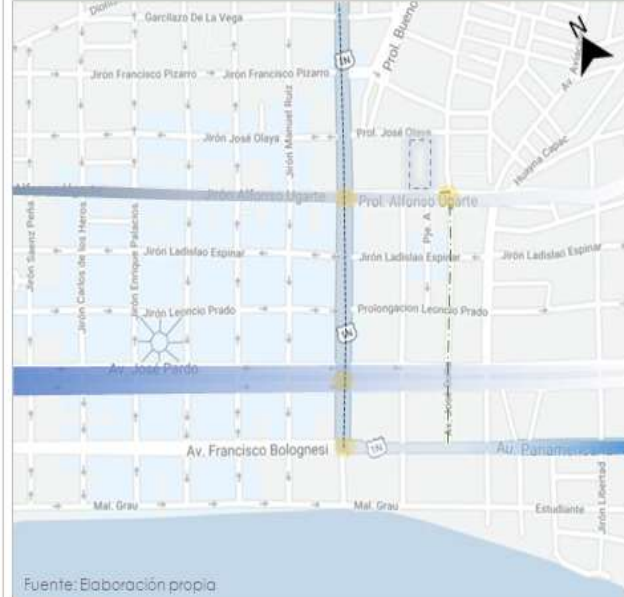 Garcilazo De La Vega
N
1N
Prol. Bueno
Jirón Francisco Pizarro
Jirón Francisco Pizarro
Jirón Manuel Ruiz
Jirón José Olaya
Prol. José Olaya
Huayna Capac
Jirón Alfonso Ugarte
Prol. Alfonso Ugarte
Jirón Saenz Peña
Jirón Carlos de los Heros
Jirón Enrique Palacios
Pje. A
Jirón Ladislao Espinar
Jirón Ladislao Espinar
Jirón Ladislao Espinar
Jirón Leoncio Prado
Prolongacion Leoncio Prado
1N
Av. José Pardo
Av. Francisco Bolognesi
1N
Au. Panamericana
Jirón Libertad
Mal. Grau
Mal. Grau
Estudiante
Fuente: Elaboración propia